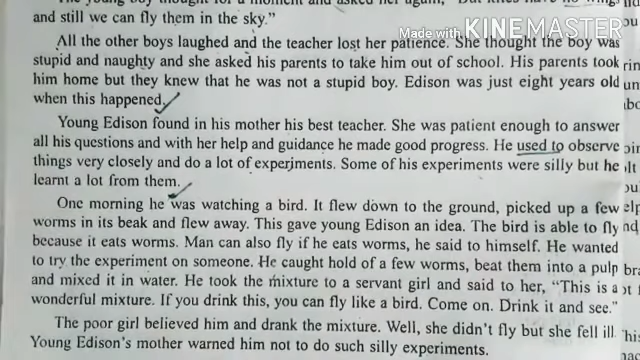 and still we can fly them in the sky."
Made with KINEMASTER
All the other boys laughed and the teacher lost her patience. She thought the boy was
stupid and naughty and she asked his parents to take him out of school. His parents took
him home but they knew that he was not a stupid boy. Edison was just eight years old
when this happened.
Young Edison found in his mother his best teacher. She was patient enough to answer
all his questions and with her help and guidance he made good progress. He used to observe
things very closely and do a lot of experiments. Some of his experiments were silly but he
learnt a lot from them.
One morning he was watching a bird. It flew down to the ground, picked up a few
worms in its beak and flew away. This gave young Edison an idea. The bird is able to fly
because it eats worms. Man can also fly if he eats worms, he said to himself. He wanted
to try the experiment on someone. He caught hold of a few worms, beat them into a pulp
and mixed it in water. He took the mixture to a servant girl and said to her, "This is a
wonderful mixture. If you drink this, you can fly like a bird. Come on. Drink it and see."
The poor girl believed him and drank the mixture. Well, she didn't fly but she fell ill.
Young Edison's mother warned him not to do such silly experiments.